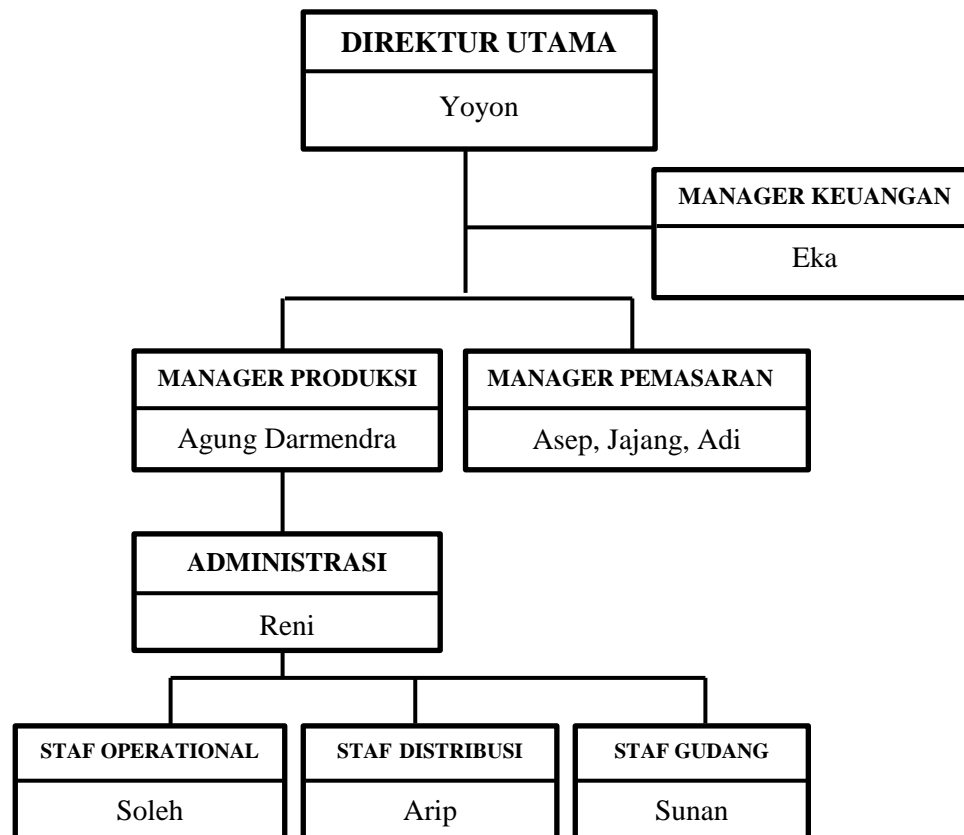 DIREKTUR UTAMA
Yoyon
MANAGER KEUANGAN
Eka
MANAGER PRODUKSI
Agung Darmendra
MANAGER PEMASARAN
Asep, Jajang, Adi
ADMINISTRASI
Reni
STAF OPERATIONAL
Soleh
STAF DISTRIBUSI
Arip
STAF GUDANG
Sunan